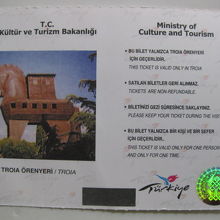 T.C.
Kültür ve Turizm Bakanlığı
Ministry of
Culture and Tourism
• BU BİLET YALNIZCA TROIA ÖRENYERİ
İÇİN GEÇERLİDİR.
THIS TICKET IS VALID ONLY IN TROIA
• SATILAN BİLETLER GERİ ALINMAZ.
TICKETS ARE NON-REFUNDABLE.
• BİLETİNİZİ GEZİ SÜRESİNCE SAKLAYINIZ.
PLEASE KEEP YOUR TICKET DURING THE VISIT
• BU BİLET YALNIZCA BİR KİŞİ VE BİR SEFER
İÇİN GEÇERLİDİR.
THIS TICKET IS VALID ONLY FOR ONE PERSON
AND ONLY FOR ONE TIME.
TROIA ÖRENYERİ / TROIA
Türkiye